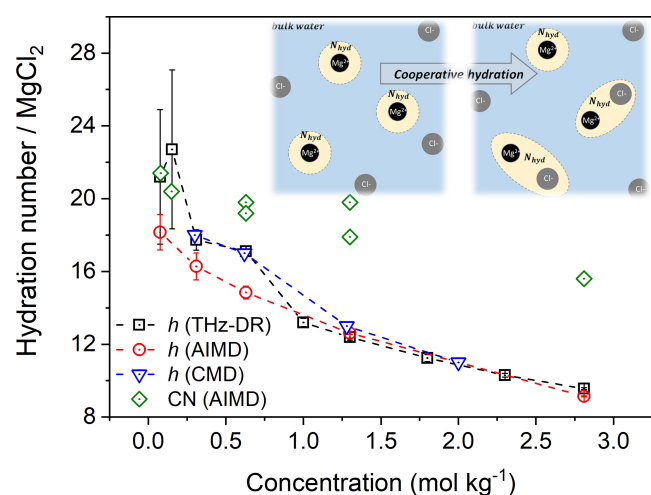 Hydration number / MgCl₂
28
24
20
16
12
8
bulk water
Cl-
N_hyd
Mg²⁺
Cl-
N_hyd
Mg²⁺
N_hyd
Mg²⁺
Cl-
Cl-
Cooperative hydration
bulk water
Cl-
N_hyd
Mg²⁺
Cl-
N_hyd
Cl-
Mg²⁺
Mg²⁺
N_hyd
Cl-
Cl-
h (THz-DR)
h (AIMD)
h (CMD)
CN (AIMD)
0.0 0.5 1.0 1.5 2.0 2.5 3.0
Concentration (mol kg⁻¹)